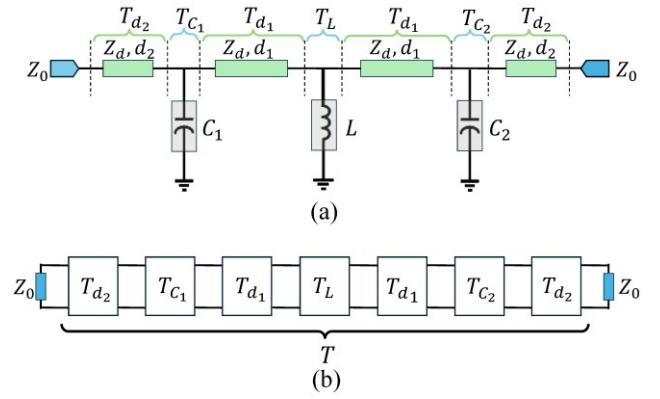 T_{d_2} T_{C_1} T_{d_1} T_L T_{d_1} T_{C_2} T_{d_2}
Z_0 Z_d, d_2 Z_d, d_1 Z_d, d_1 Z_d, d_2 Z_0
C_1 L C_2
(a)
Z_0 T_{d_2} T_{C_1} T_{d_1} T_L T_{d_1} T_{C_2} T_{d_2} Z_0
T
(b)